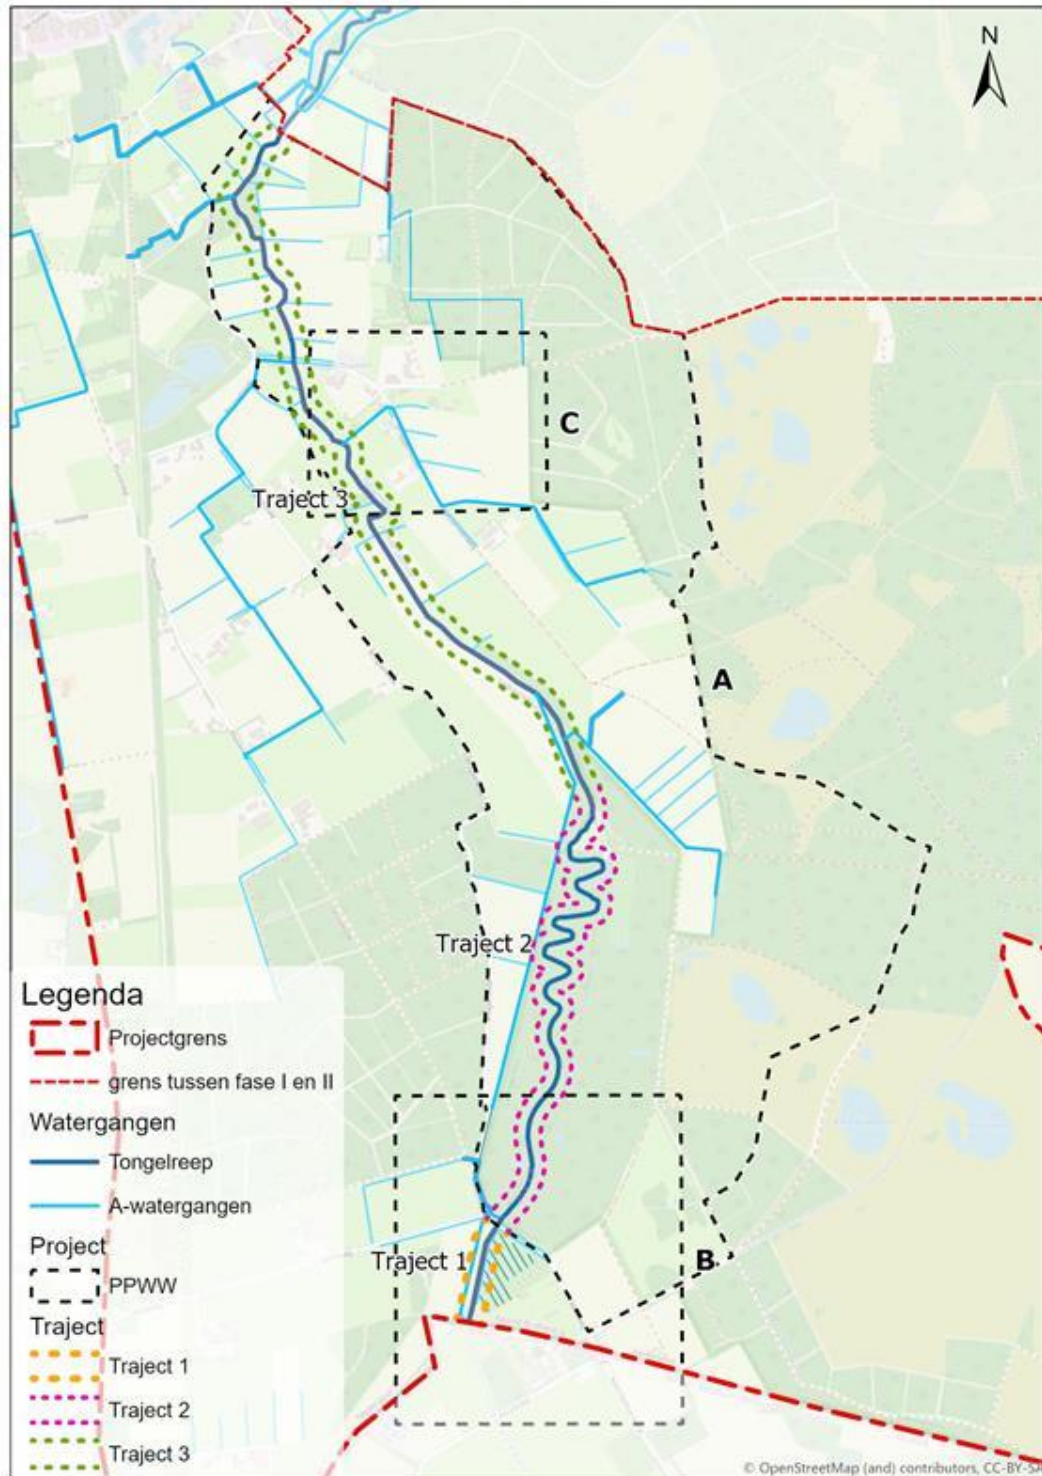 N
C
Traject 3
A
Traject 2
Traject 1
B
Legenda
Projectgrens
grens tussen fase I en II
Watergangen
Tongelreep
A-watergangen
Project
PPWW
Traject
Traject 1
Traject 2
Traject 3
© OpenStreetMap (and) contributors, CC-BY-SA